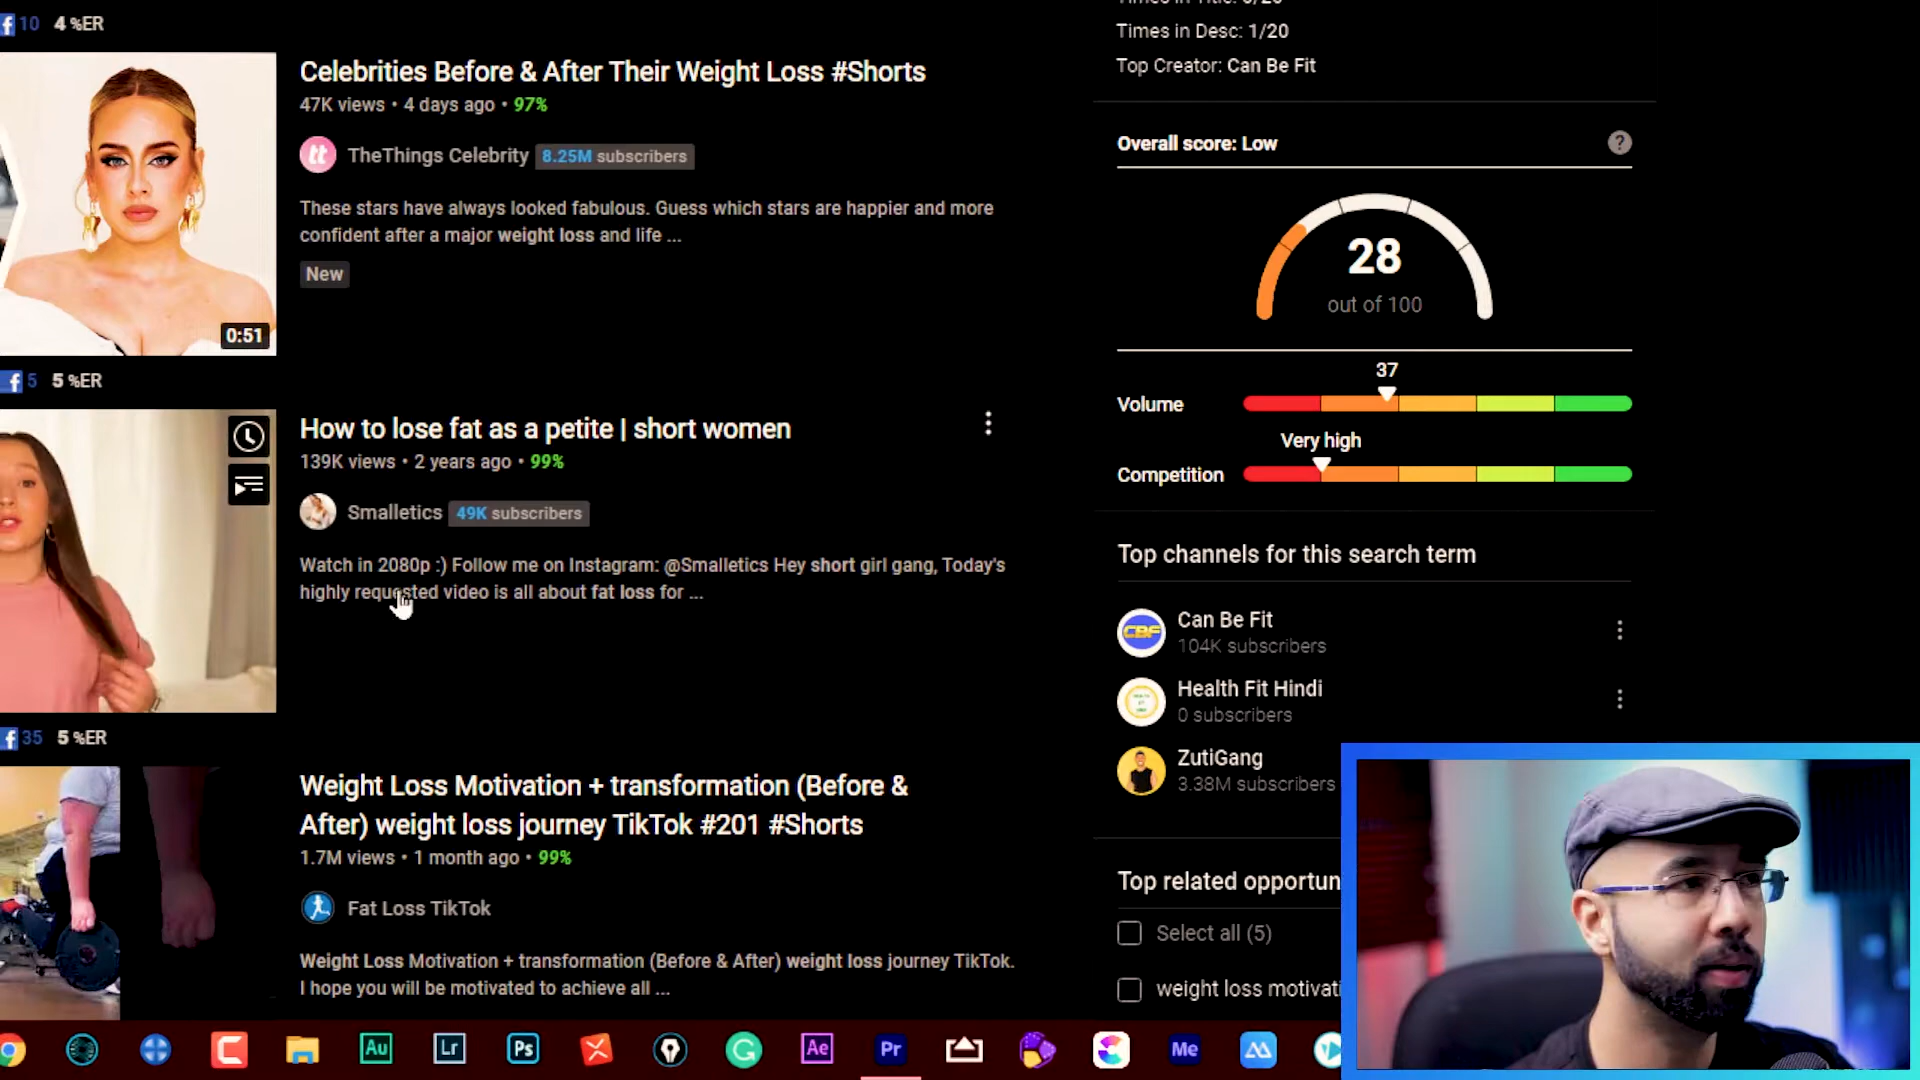 10 4 %ER
Celebrities Before & After Their Weight Loss #Shorts
47K views • 4 days ago • 97%
tt TheThings Celebrity 8.25M subscribers
These stars have always looked fabulous. Guess which stars are happier and more
confident after a major weight loss and life ...
New
0:51
5 5 %ER
How to lose fat as a petite | short women
139K views • 2 years ago • 99%
Smalletics 49K subscribers
Watch in 2080p :) Follow me on Instagram: @Smalletics Hey short girl gang, Today's
highly requested video is all about fat loss for ...
35 5 %ER
Weight Loss Motivation + transformation (Before &
After) weight loss journey TikTok #201 #Shorts
1.7M views • 1 month ago • 99%
Fat Loss TikTok
Weight Loss Motivation + transformation (Before & After) weight loss journey TikTok.
I hope you will be motivated to achieve all ...
Times in Desc: 1/20
Top Creator: Can Be Fit
Overall score: Low ?
28
out of 100
37
Volume
Very high
Competition
Top channels for this search term
CBF
Can Be Fit
104K subscribers
Health Fit Hindi
0 subscribers
ZutiGang
3.38M subscribers
Top related opportun
Select all (5)
weight loss motivati
Au Lr Ps Ae Pr Me